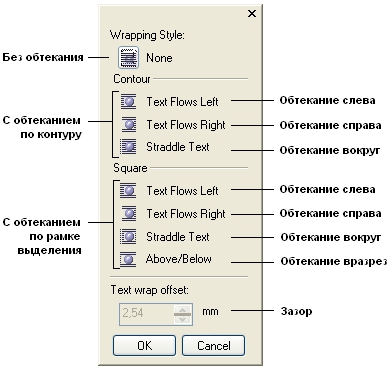 Wrapping Style:
Без обтекания
None
Contour
Text Flows Left
Обтекание слева
С обтеканием
по контуру
Text Flows Right
Обтекание справа
Straddle Text
Обтекание вокруг
Square
Text Flows Left
Обтекание слева
С обтеканием
по рамке
выделения
Text Flows Right
Обтекание справа
Straddle Text
Обтекание вокруг
Above/Below
Обтекание вразрез
Text wrap offset:
2,54
mm
Зазор
OK
Cancel